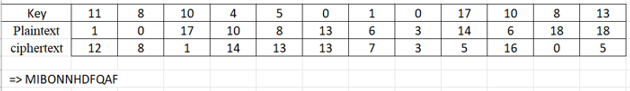 Key 11 8 10 4 5 0 1 0 17 10 8 13
Plaintext 1 0 17 10 8 13 6 3 14 6 18 18
ciphertext 12 8 1 14 13 13 7 3 5 16 0 5
=> MIBONNHDFQAF